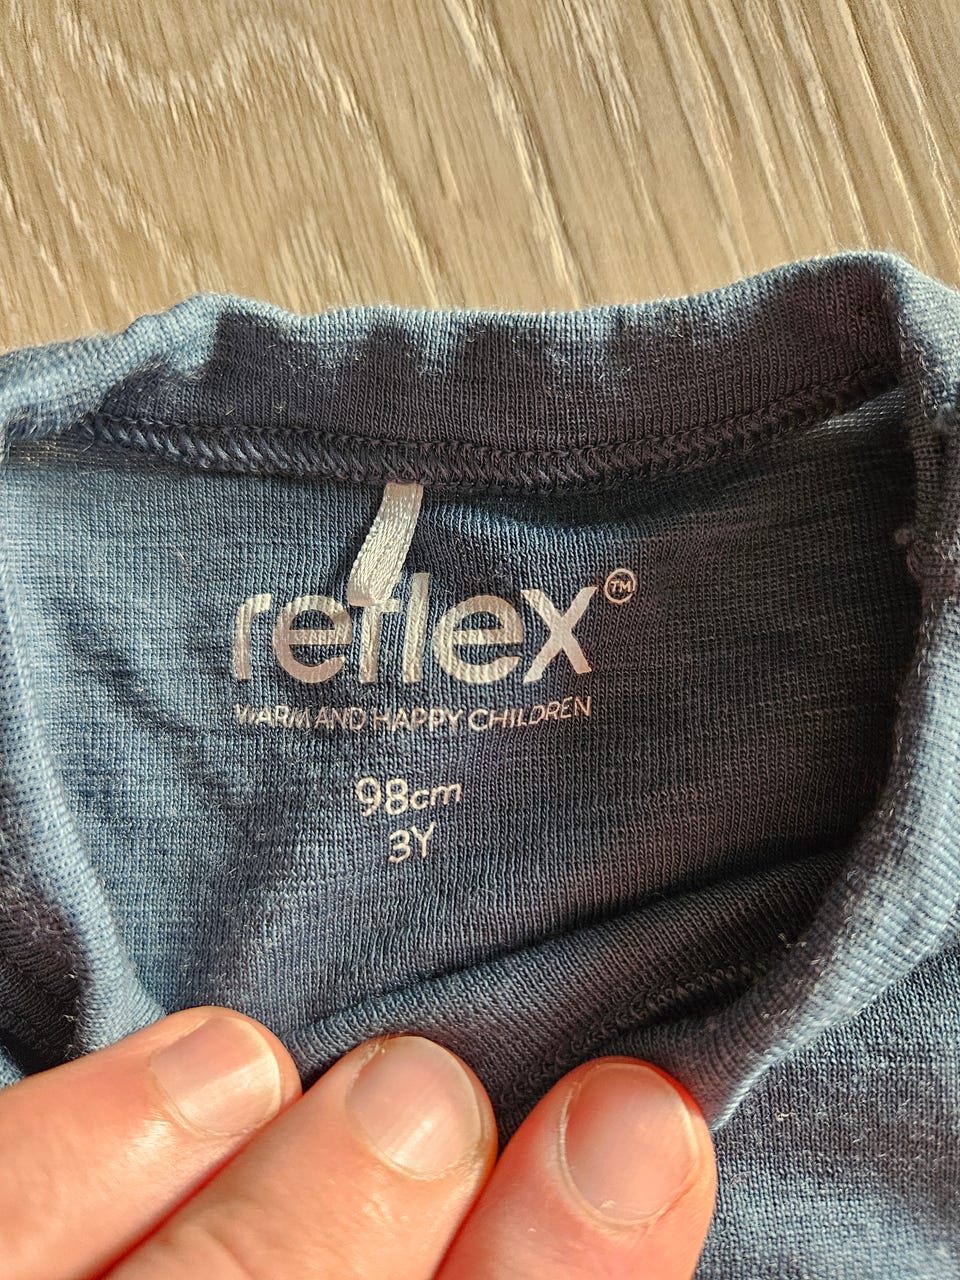 reflex™
WARM AND HAPPY CHILDREN
98cm
3Y